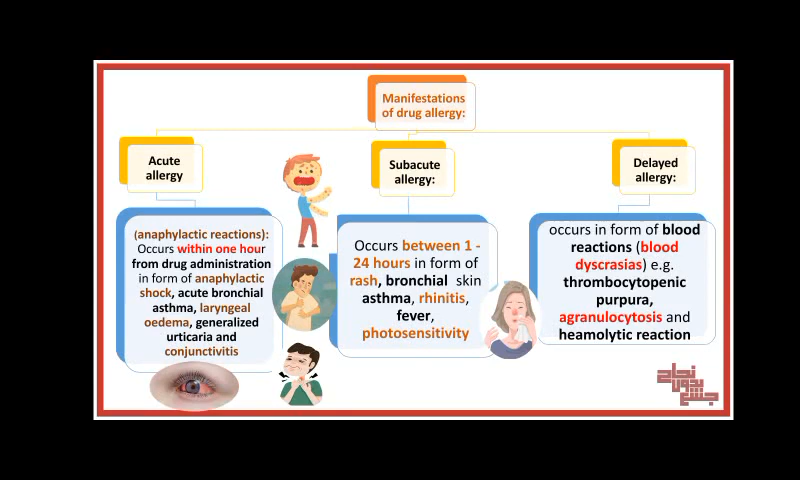 Manifestations
of drug allergy:
Acute
allergy
Subacute
allergy:
Delayed
allergy:
(anaphylactic reactions):
Occurs within one hour
from drug administration
in form of anaphylactic
shock, acute bronchial
asthma, laryngeal
oedema, generalized
urticaria and
conjunctivitis
Occurs between 1 -
24 hours in form of
rash, bronchial skin
asthma, rhinitis,
fever,
photosensitivity
occurs in form of blood
reactions (blood
dyscrasias) e.g.
thrombocytopenic
purpura,
agranulocytosis and
heamolytic reaction
نجاح
بدون
جشع